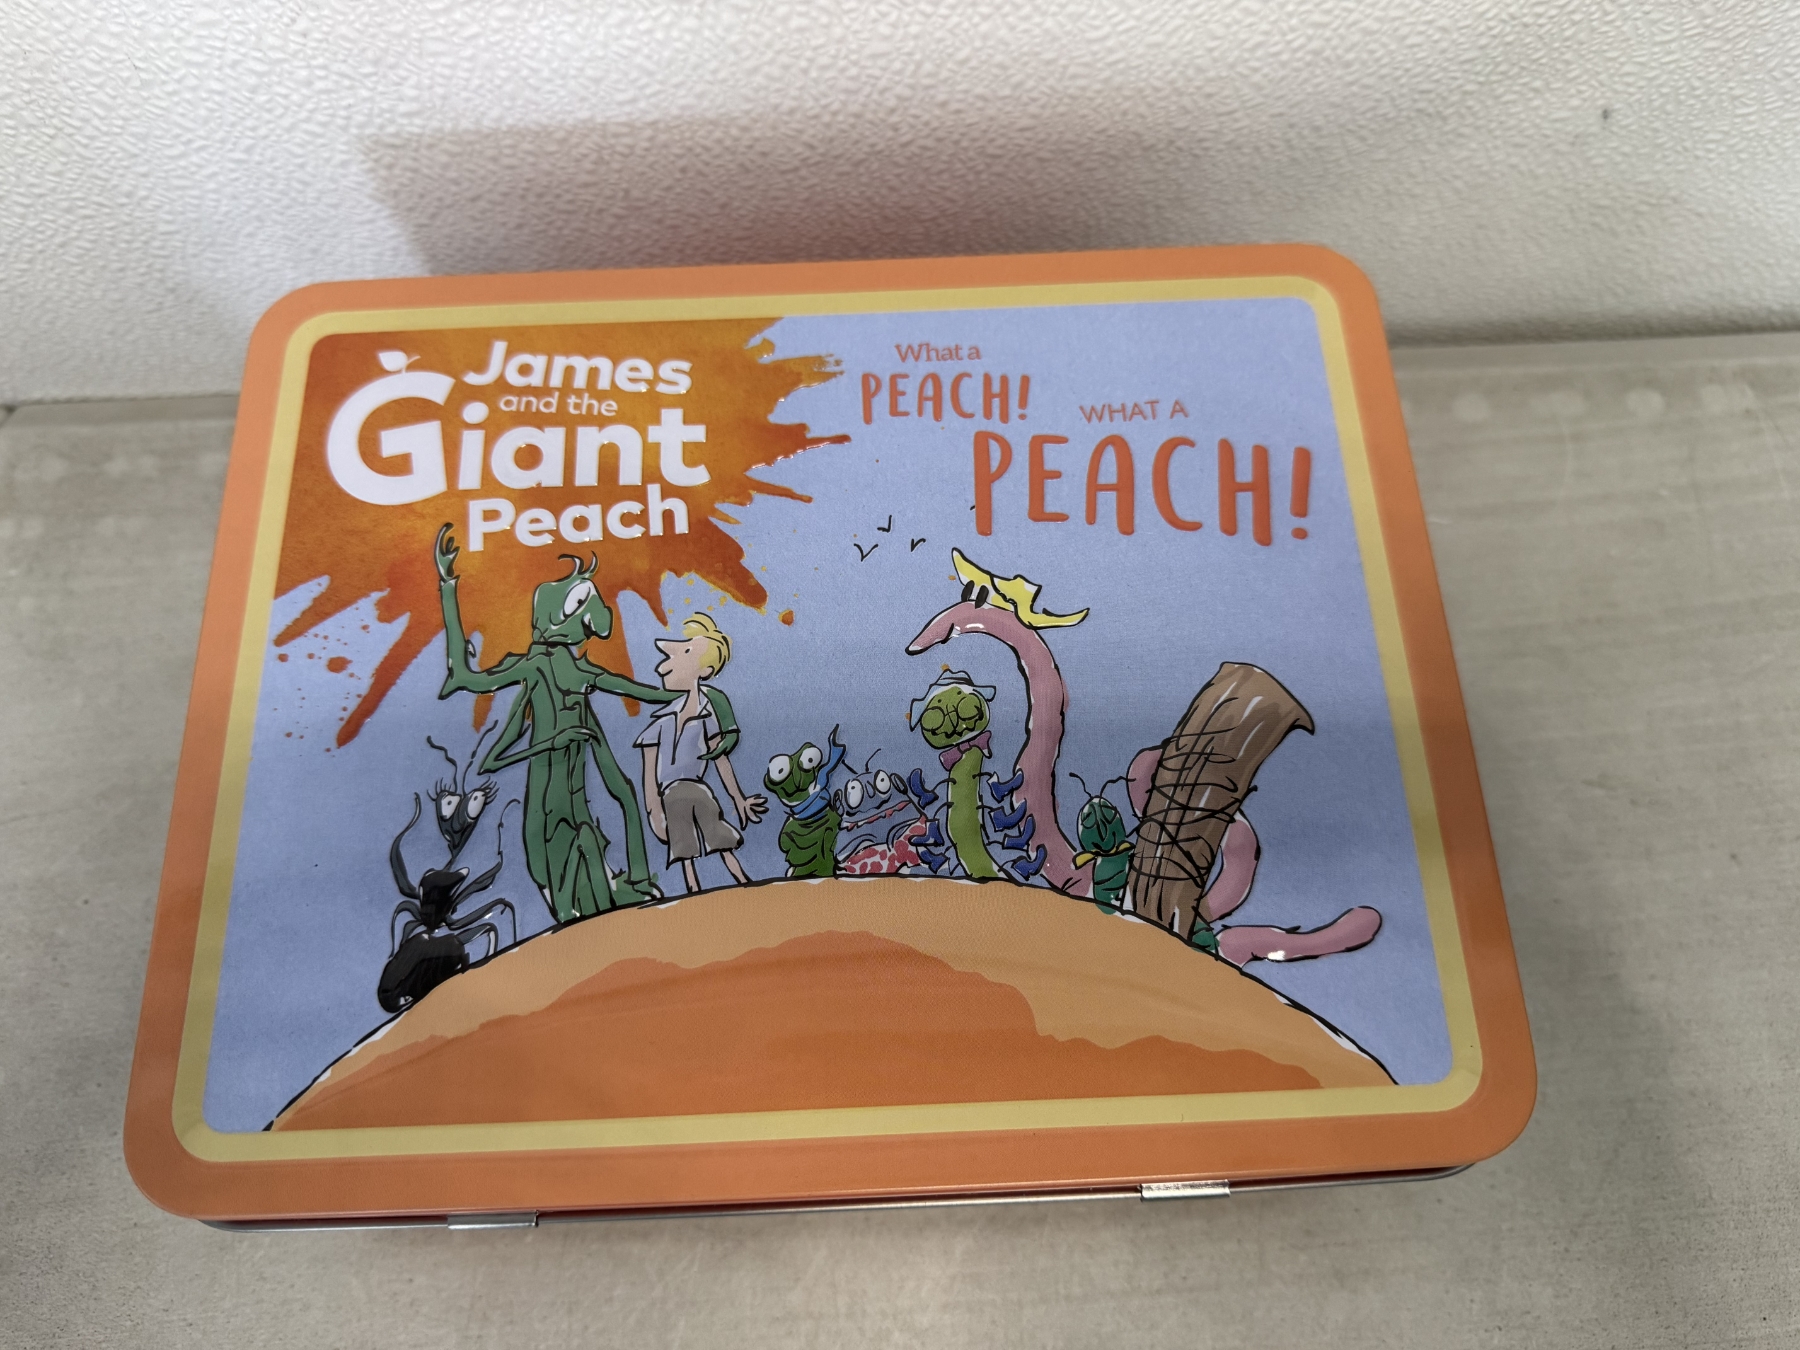 James
and the
Giant
Peach
What a
PEACH!
WHAT A
PEACH!